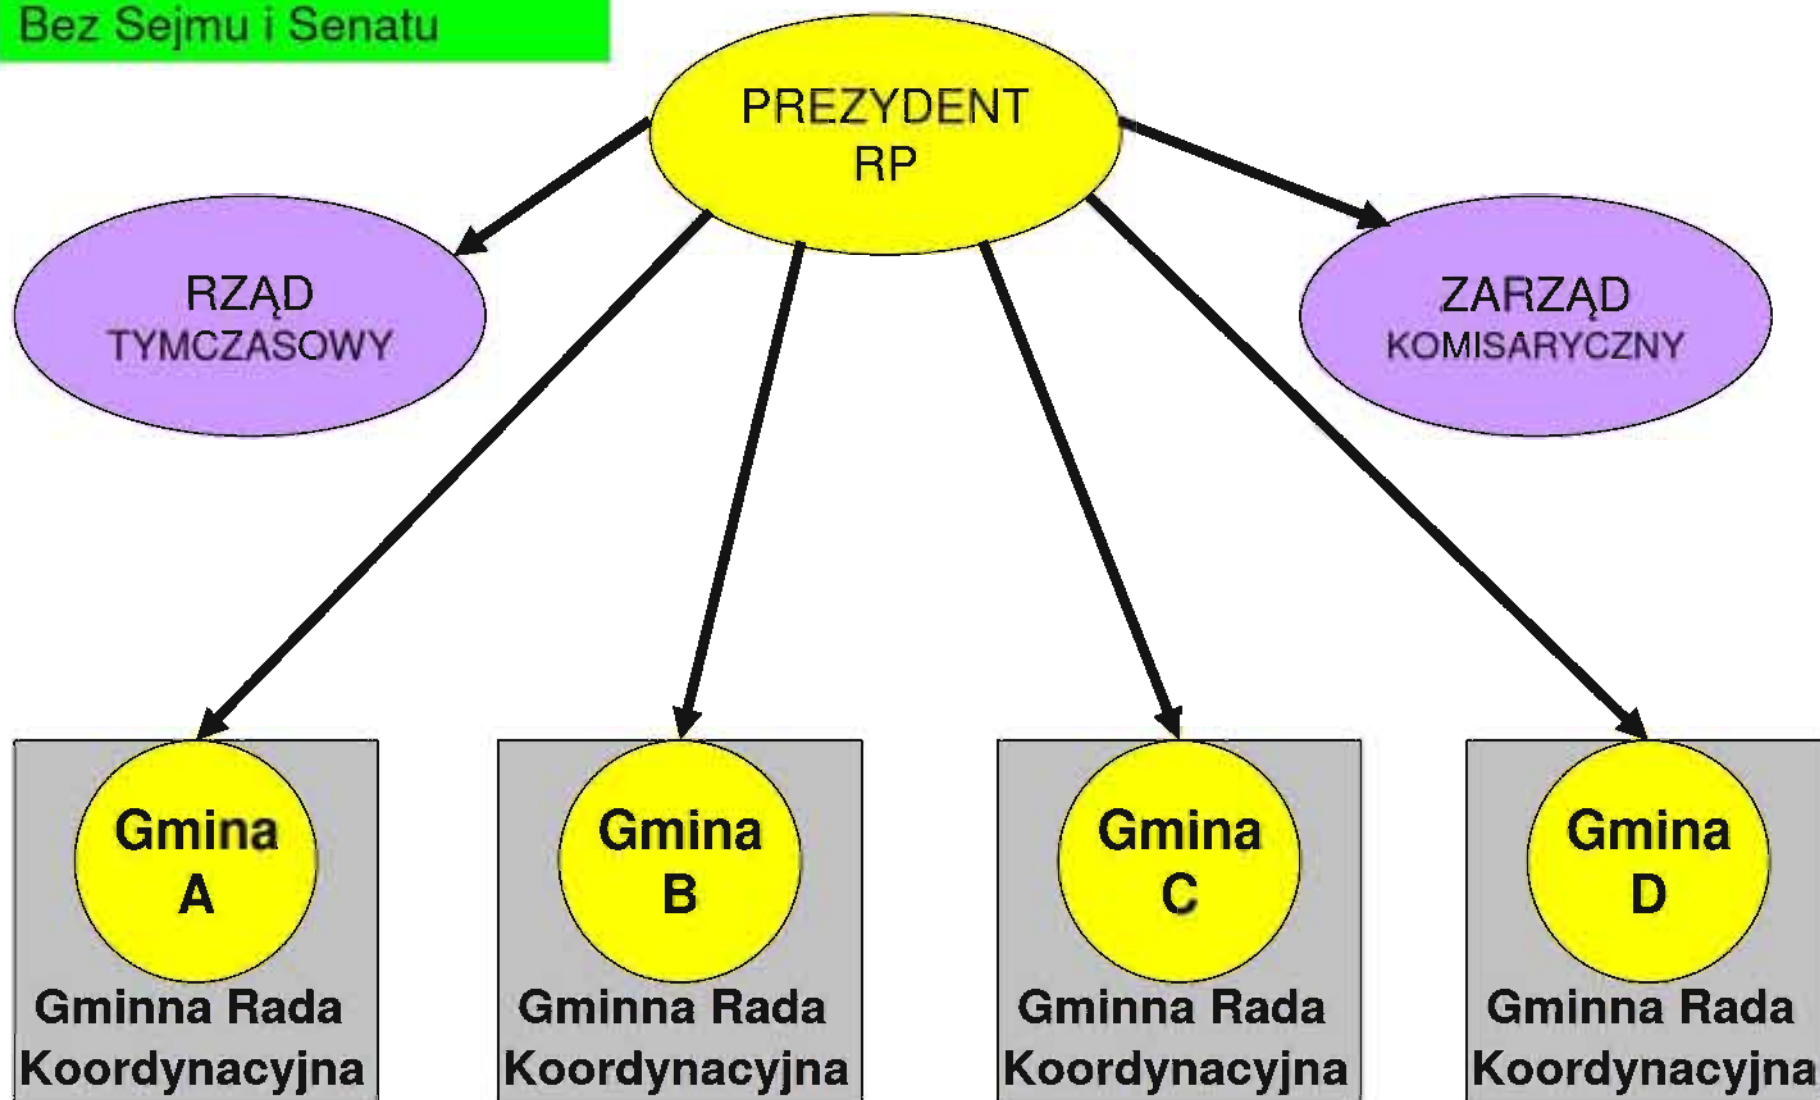 Bez Sejmu i Senatu
PREZYDENT
RP
RZĄD
TYMCZASOWY
ZARZĄD
KOMISARYCZNY
Gmina
A
Gminna Rada
Koordynacyjna
Gmina
B
Gminna Rada
Koordynacyjna
Gmina
C
Gminna Rada
Koordynacyjna
Gmina
D
Gminna Rada
Koordynacyjna